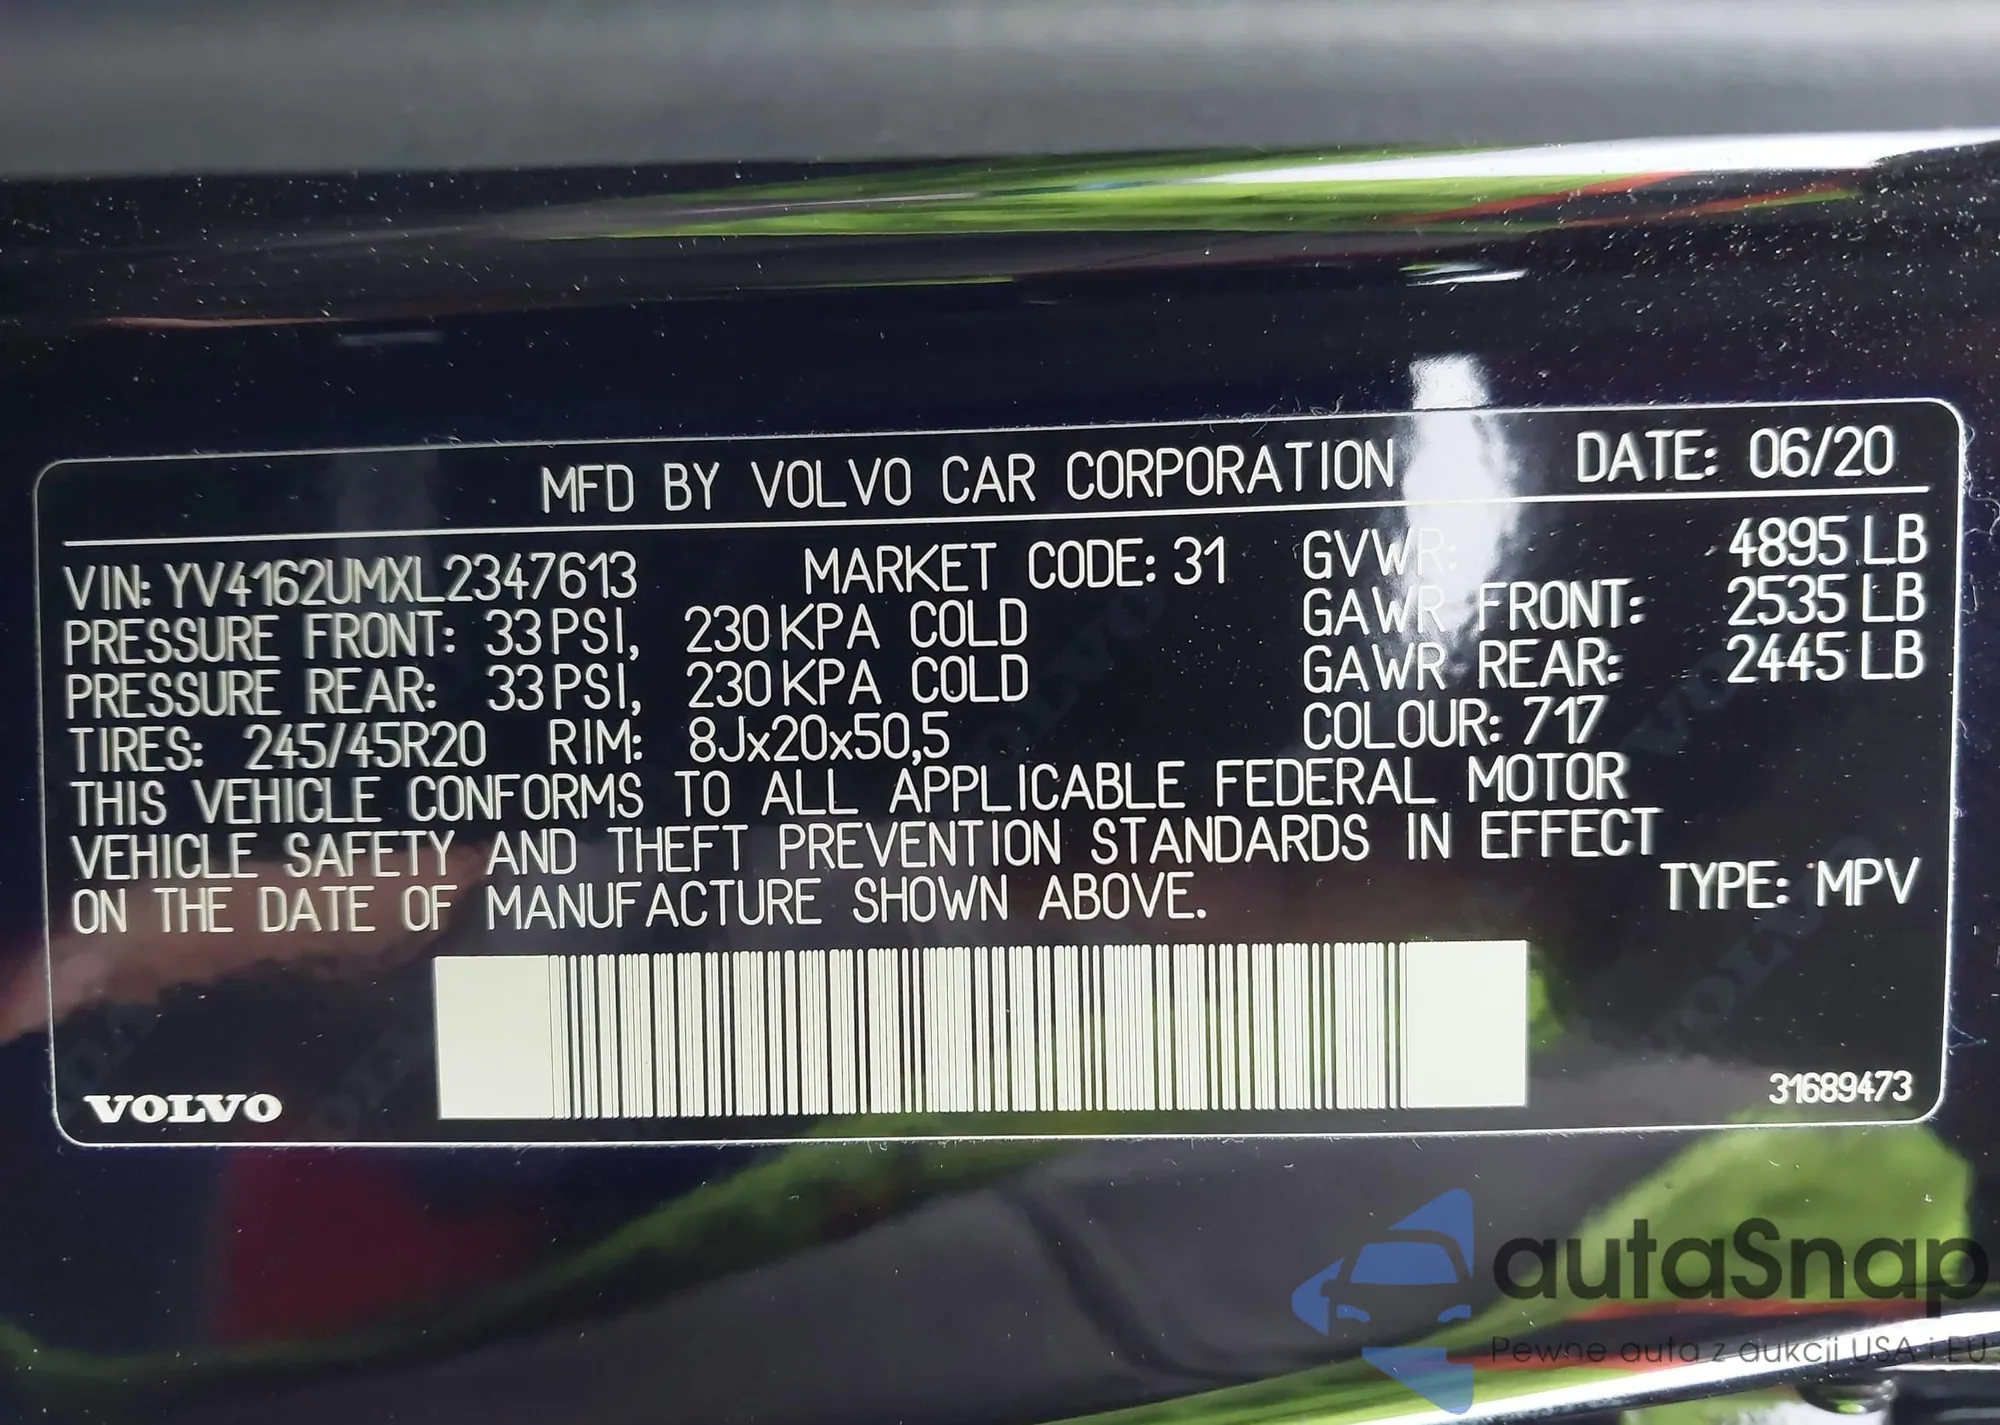 MFD BY VOLVO CAR CORPORATION DATE: 06/20
VIN: YV4162UMXL2347613 MARKET CODE: 31 GVWR: 4895 LB
PRESSURE FRONT: 33 PSI, 230 KPA COLD GAWR FRONT: 2535 LB
PRESSURE REAR: 33 PSI, 230 KPA COLD GAWR REAR: 2445 LB
TIRES: 245/45R20 RIM: 8Jx20x50,5 COLOUR: 717
THIS VEHICLE CONFORMS TO ALL APPLICABLE FEDERAL MOTOR
VEHICLE SAFETY AND THEFT PREVENTION STANDARDS IN EFFECT
ON THE DATE OF MANUFACTURE SHOWN ABOVE. TYPE: MPV
VOLVO 31689473
autaSnap
Pewne auta z aukcji USA i EU